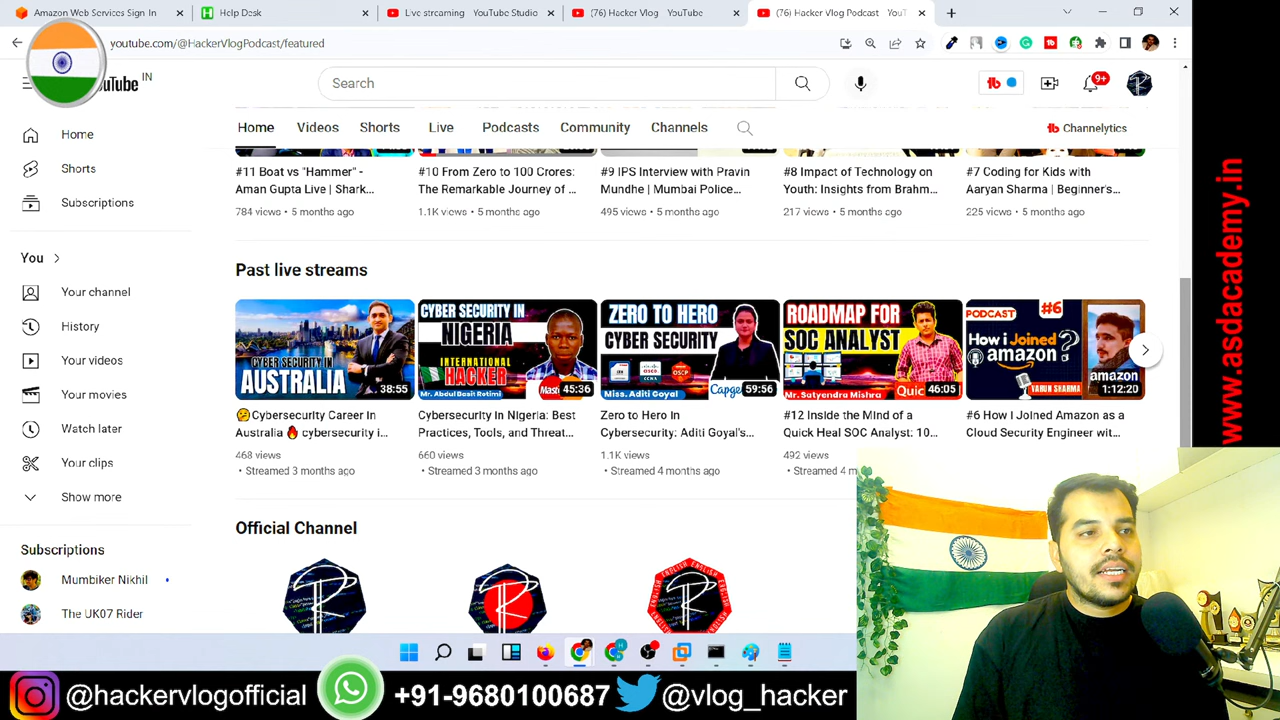 Amazon Web Services Sign In
Help Desk
Live streaming - YouTube Studio
(76) Hacker Vlog - YouTube
(76) Hacker Vlog Podcast - YouT
youtube.com/@HackerVlogPodcast/featured
uTube IN
Search
9+
Home
Shorts
Subscriptions
You
Your channel
History
Your videos
Your movies
Watch later
Your clips
Show more
Subscriptions
Mumbiker Nikhil
The UK07 Rider
Home Videos Shorts Live Podcasts Community Channels
Channelytics
#11 Boat vs "Hammer" -
Aman Gupta Live | Shark...
784 views • 5 months ago
#10 From Zero to 100 Crores:
The Remarkable Journey of ...
1.1K views • 5 months ago
#9 IPS Interview with Pravin
Mundhe | Mumbai Police...
495 views • 5 months ago
#8 Impact of Technology on
Youth: Insights from Brahm...
217 views • 5 months ago
#7 Coding for Kids with
Aaryan Sharma | Beginner's...
225 views • 5 months ago
Past live streams
CYBER SECURITY IN
AUSTRALIA
38:55
CYBER SECURITY IN
NIGERIA
INTERNATIONAL
HACKER
Mr. Abdul Basit Rotimi
45:36
ZERO TO HERO
CYBER SECURITY
Miss. Aditi Goyal
59:56
ROADMAP FOR
SOC ANALYST
Mr. Satyendra Mishra
Quic
46:05
PODCAST #6
How i Joined
amazon ?
VARUN SHARMA
amazon
1:12:20
🤔Cybersecurity Career In
Australia 🔥 cybersecurity i...
468 views
• Streamed 3 months ago
Cybersecurity in Nigeria: Best
Practices, Tools, and Threat...
660 views
• Streamed 3 months ago
Zero to Hero in
Cybersecurity: Aditi Goyal's...
1.1K views
• Streamed 4 months ago
#12 Inside the Mind of a
Quick Heal SOC Analyst: 10...
492 views
• Streamed 4 m
#6 How I Joined Amazon as a
Cloud Security Engineer wit...
Official Channel
www.asdacademy.in
@hackervlogofficial
+91-9680100687
@vlog_hacker